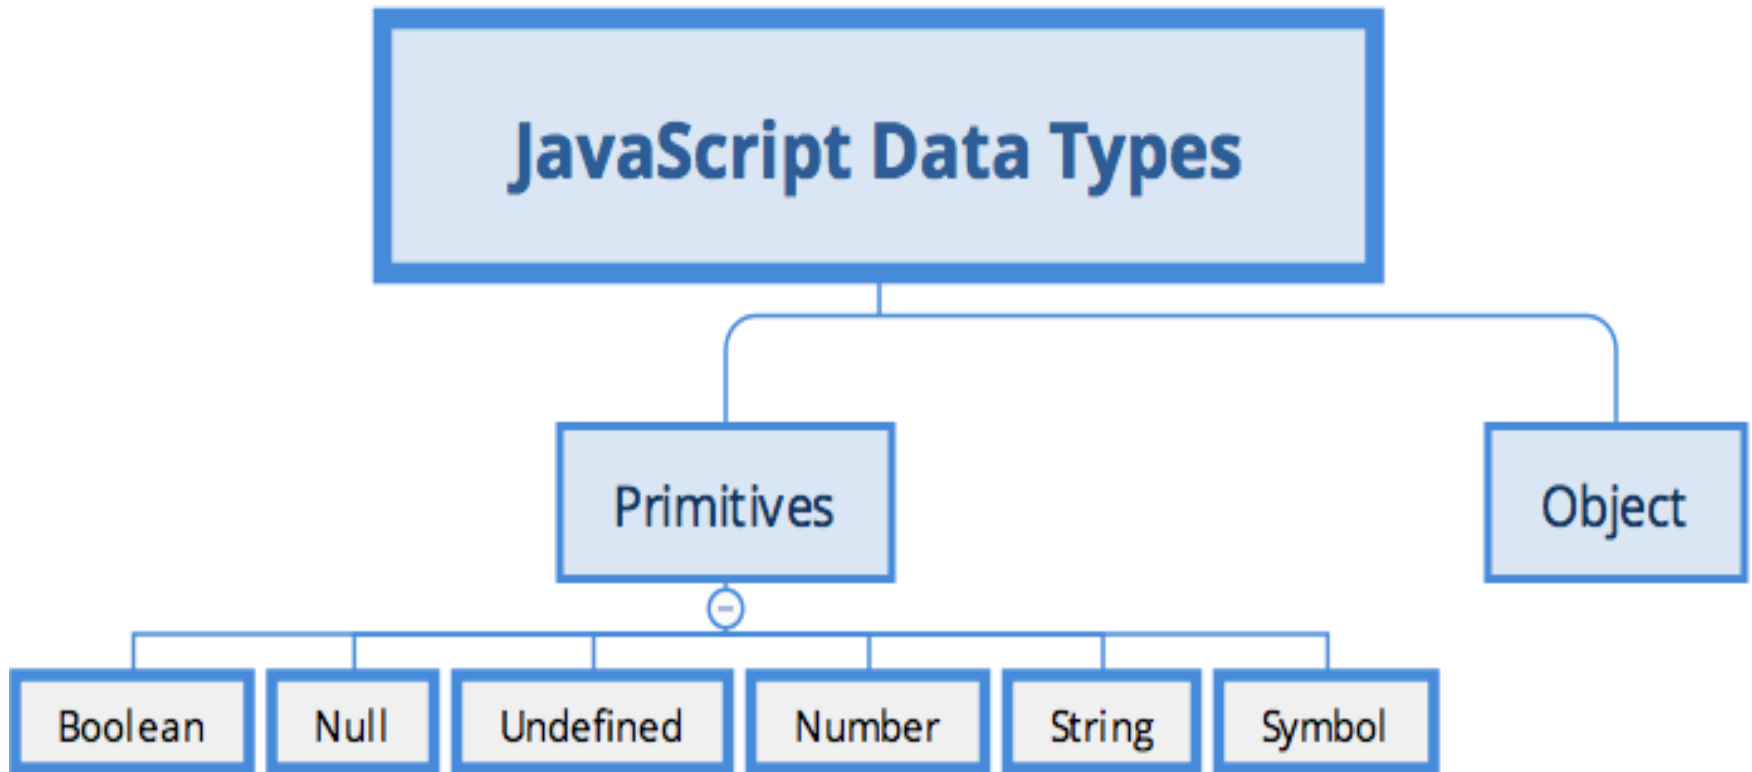 JavaScript Data Types
Primitives
Object
Boolean
Null
Undefined
Number
String
Symbol